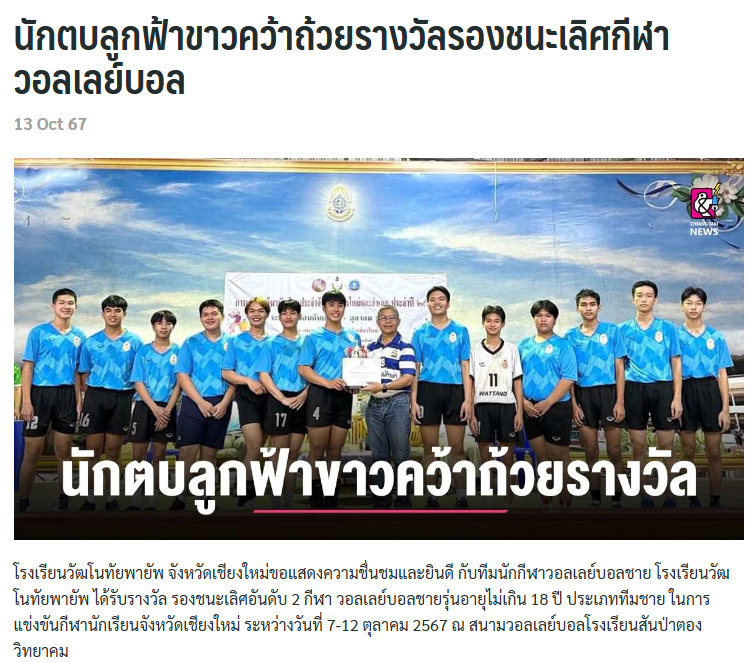 นักตบลูกฟ้าขาวคว้าถ้วยรางวัลรองชนะเลิศกีฬา
วอลเลย์บอล
13 Oct 67
CHIANG MAI
NEWS
12
16
17
4
11
WATTANO
นักตบลูกฟ้าขาวคว้าถ้วยรางวัล
โรงเรียนวัฒโนทัยพายัพ จังหวัดเชียงใหม่ขอแสดงความชื่นชมและยินดี กับทีมนักกีฬาวอลเลย์บอลชาย โรงเรียนวัฒ
โนทัยพายัพ ได้รับรางวัล รองชนะเลิศอันดับ 2 กีฬา วอลเลย์บอลชายรุ่นอายุไม่เกิน 18 ปี ประเภททีมชาย ในการ
แข่งขันกีฬานักเรียนจังหวัดเชียงใหม่ ระหว่างวันที่ 7-12 ตุลาคม 2567 ณ สนามวอลเลย์บอลโรงเรียนสันป่าตอง
วิทยาคม